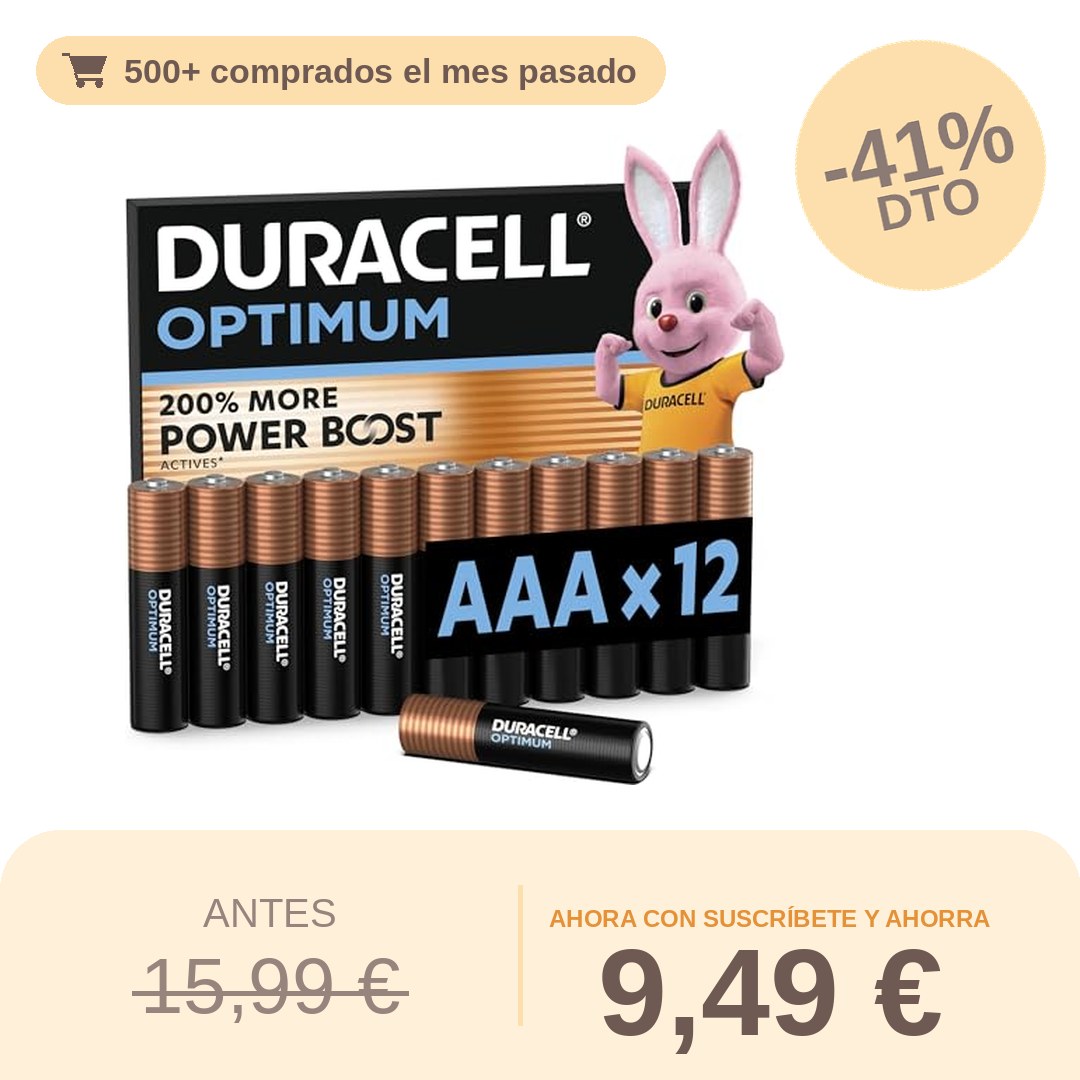 500+ comprados el mes pasado
-41%
DTO
DURACELL®
OPTIMUM
200% MORE
POWER BOOST
ACTIVES*
DURACELL
DURACELL®
OPTIMUM
DURACELL®
OPTIMUM
DURACELL®
OPTIMUM
DURACELL®
OPTIMUM
DURACELL®
OPTIMUM
AAA x 12
DURACELL®
OPTIMUM
ANTES
15,99 €
AHORA CON SUSCRÍBETE Y AHORRA
9,49 €